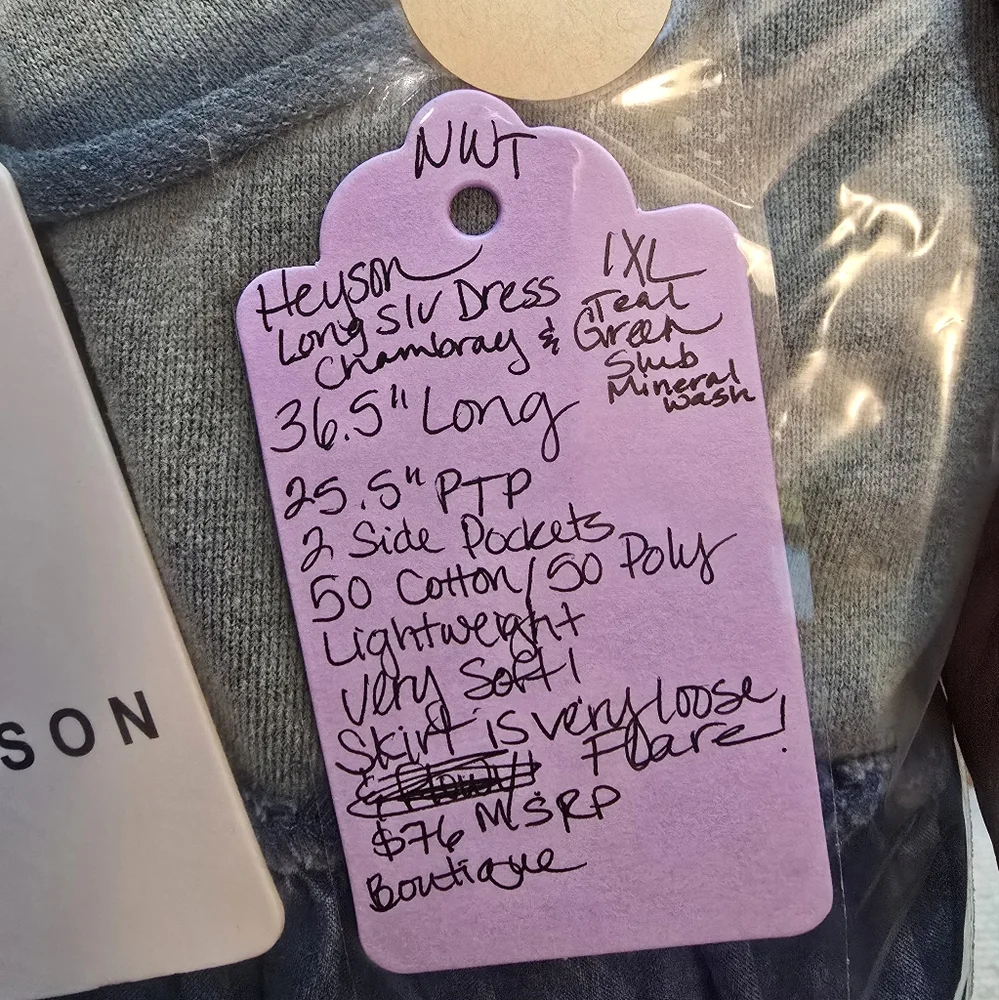 NWT
Heyson
Long Slv Dress
Chambray & Teal
1XL
Green
Slub
Mineral
wash
36.5" Long
25.5" PTP
2 Side Pockets
50 Cotton/50 Poly
Lightweight
very Soft!
Skirt is very loose
& Flowy!
Flare!
$76 MSRP
Boutique
SON